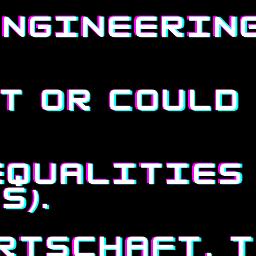 NGINEERING
T OR COULD
EQUALITIES
S).
RTSCHAFT. T